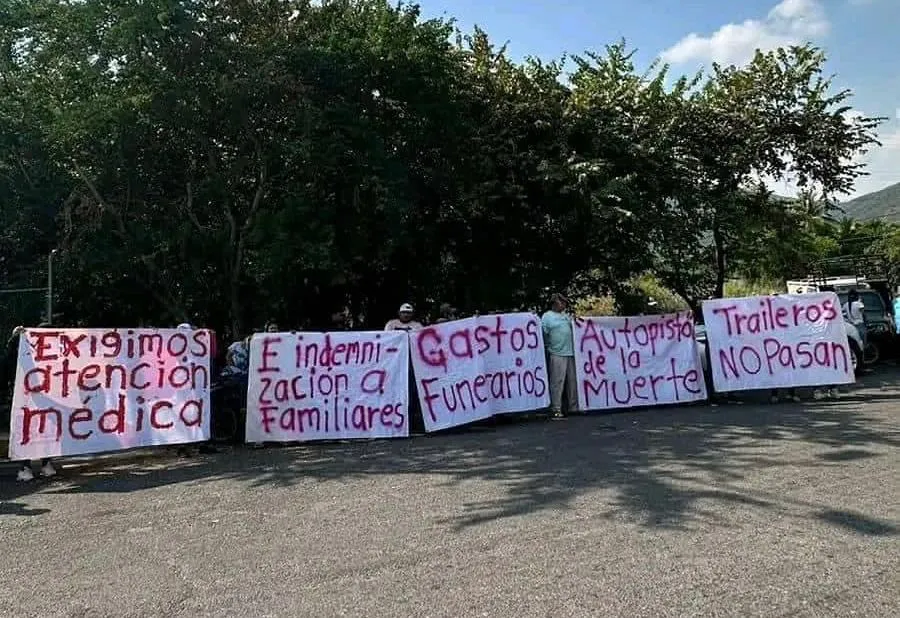 Exigimos
atención
médica
E indemni-
zación a
Familiares
Gastos
Funerarios
"Autopista
de la
Muerte
Traileros
NO Pasan